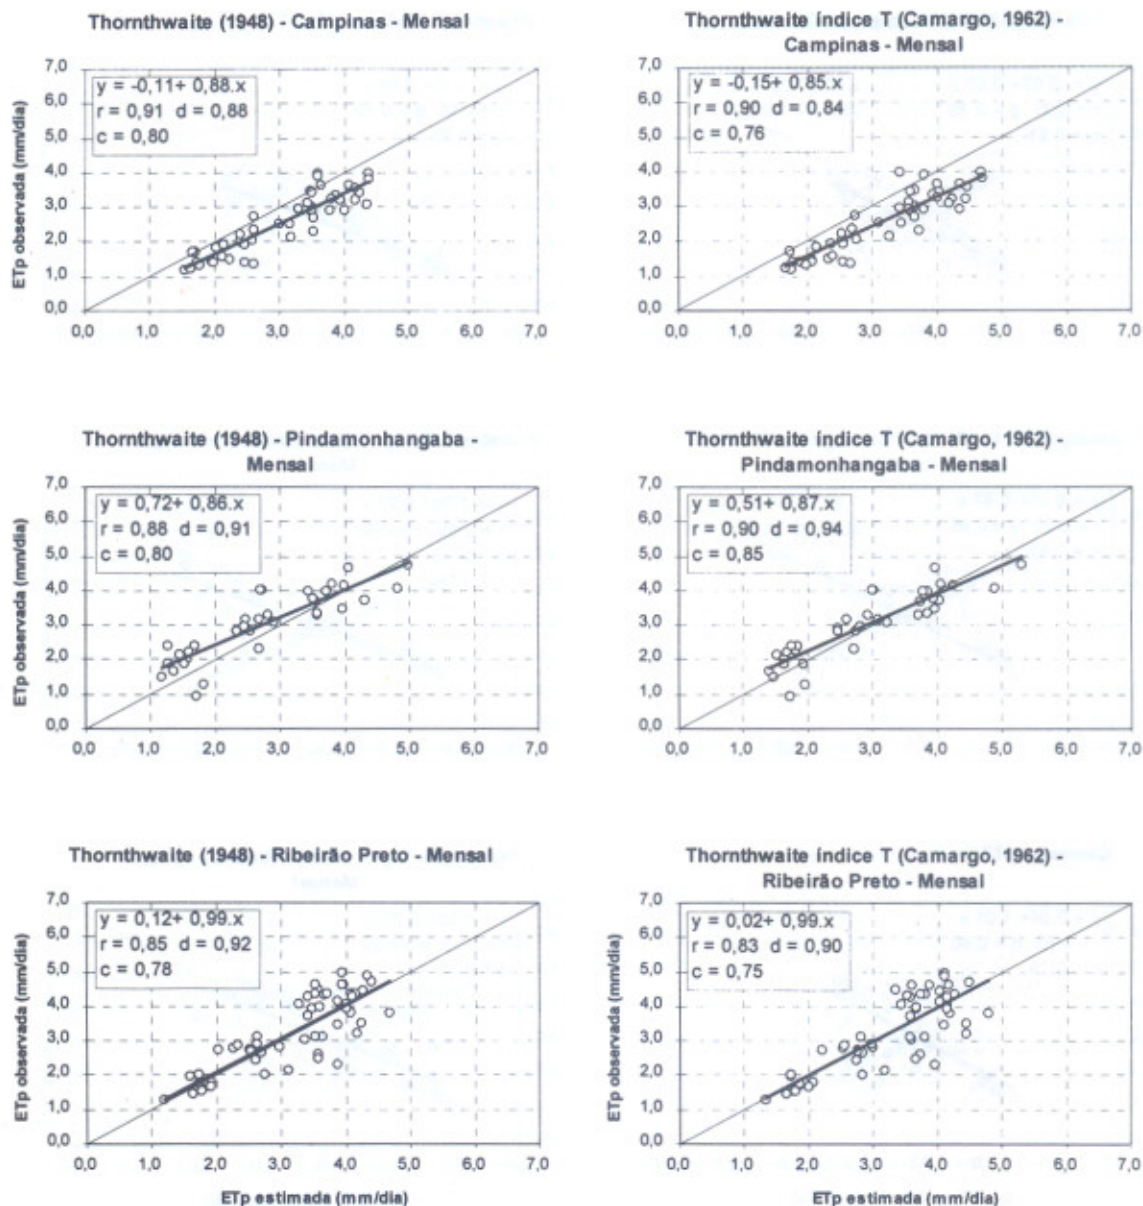 Thornthwaite (1948) - Campinas - Mensal
7,0
6,0
5,0
4,0
3,0
2,0
1,0
0,0
ETp observada (mm/dia)
y = -0,11+ 0,88.x
r = 0,91 d = 0,88
c = 0,80
0,0 1,0 2,0 3,0 4,0 5,0 6,0 7,0
Thornthwaite índice T (Camargo, 1962) -
Campinas - Mensal
7,0
6,0
5,0
4,0
3,0
2,0
1,0
0,0
y = -0,15+ 0,85.x
r = 0,90 d = 0,84
c = 0,76
0,0 1,0 2,0 3,0 4,0 5,0 6,0 7,0
Thornthwaite (1948) - Pindamonhangaba -
Mensal
7,0
6,0
5,0
4,0
3,0
2,0
1,0
0,0
ETp observada (mm/dia)
y = 0,72+ 0,86.x
r = 0,88 d = 0,91
c = 0,80
0,0 1,0 2,0 3,0 4,0 5,0 6,0 7,0
Thornthwaite índice T (Camargo, 1962) -
Pindamonhangaba - Mensal
7,0
6,0
5,0
4,0
3,0
2,0
1,0
0,0
y = 0,51+ 0,87.x
r = 0,90 d = 0,94
c = 0,85
0,0 1,0 2,0 3,0 4,0 5,0 6,0 7,0
Thornthwaite (1948) - Ribeirão Preto - Mensal
7,0
6,0
5,0
4,0
3,0
2,0
1,0
0,0
ETp observada (mm/dia)
y = 0,12+ 0,99.x
r = 0,85 d = 0,92
c = 0,78
0,0 1,0 2,0 3,0 4,0 5,0 6,0 7,0
ETp estimada (mm/dia)
Thornthwaite índice T (Camargo, 1962) -
Ribeirão Preto - Mensal
7,0
6,0
5,0
4,0
3,0
2,0
1,0
0,0
ETp observada (mm/dia)
y = 0,02+ 0,99.x
r = 0,83 d = 0,90
c = 0,75
0,0 1,0 2,0 3,0 4,0 5,0 6,0 7,0
ETp estimada (mm/dia)